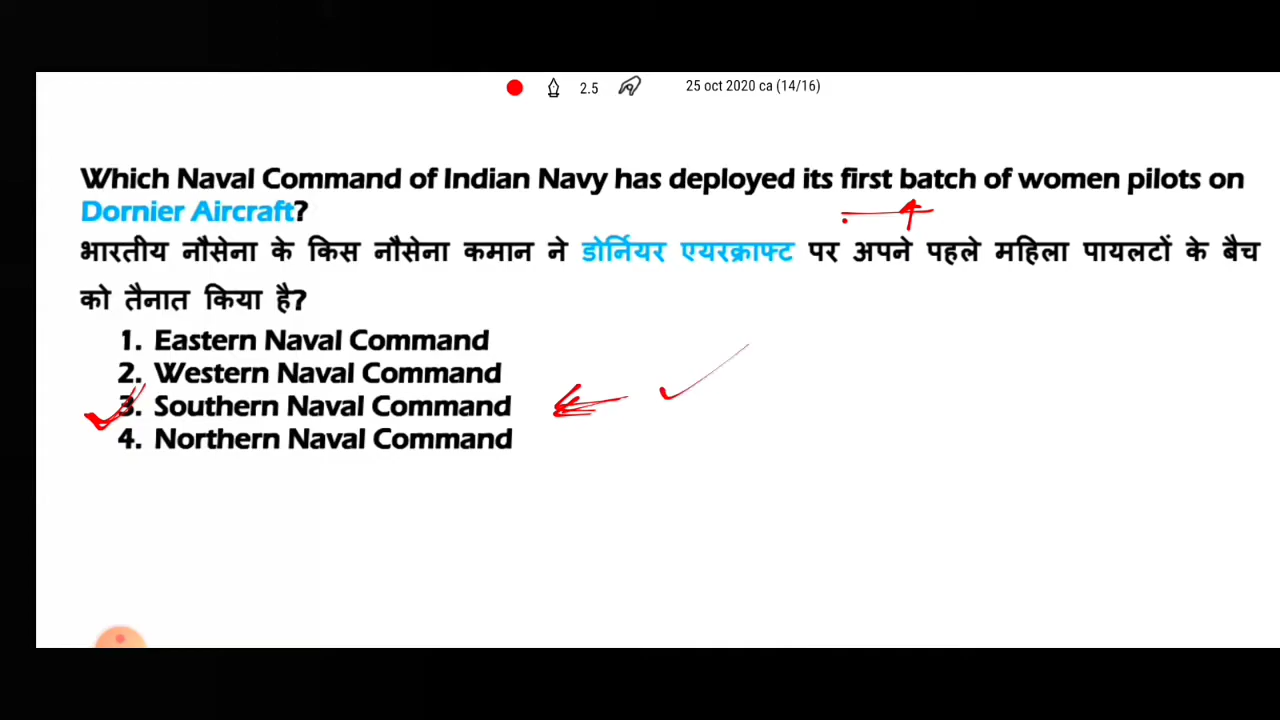 2.5 25 oct 2020 ca (14/16)
Which Naval Command of Indian Navy has deployed its first batch of women pilots on
Dornier Aircraft?
भारतीय नौसेना के किस नौसेना कमान ने डोर्नियर एयरक्राफ्ट पर अपने पहले महिला पायलटों के बैच
को तैनात किया है?
1. Eastern Naval Command
2. Western Naval Command
3. Southern Naval Command
4. Northern Naval Command